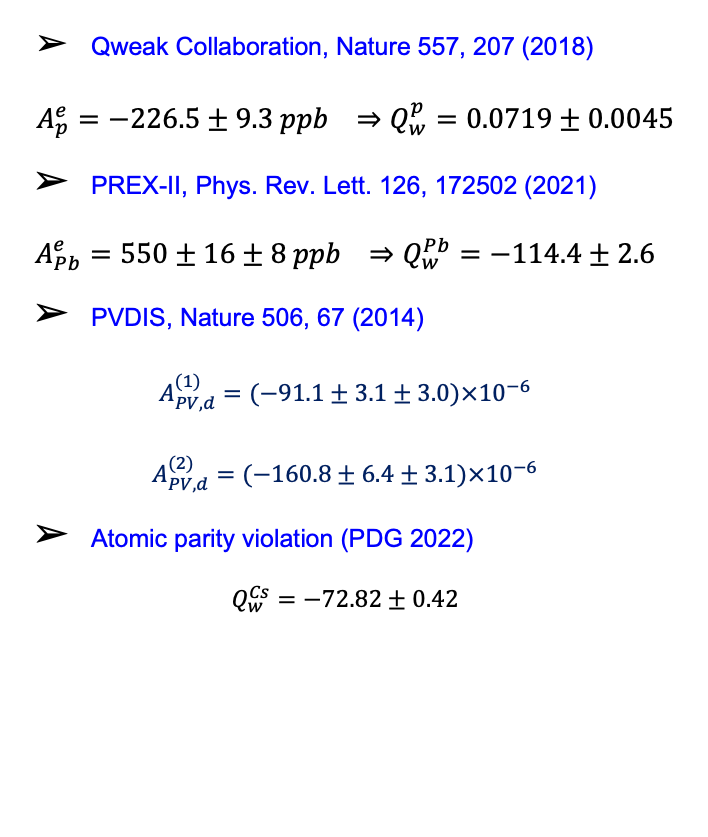 ➢ Qweak Collaboration, Nature 557, 207 (2018)
$A_p^e = -226.5 \pm 9.3\ ppb \Rightarrow Q_w^p = 0.0719 \pm 0.0045$
➢ PREX-II, Phys. Rev. Lett. 126, 172502 (2021)
$A_{Pb}^e = 550 \pm 16 \pm 8\ ppb \Rightarrow Q_w^{Pb} = -114.4 \pm 2.6$
➢ PVDIS, Nature 506, 67 (2014)
$A_{PV,d}^{(1)} = (-91.1 \pm 3.1 \pm 3.0) \times 10^{-6}$
$A_{PV,d}^{(2)} = (-160.8 \pm 6.4 \pm 3.1) \times 10^{-6}$
➢ Atomic parity violation (PDG 2022)
$Q_w^{Cs} = -72.82 \pm 0.42$